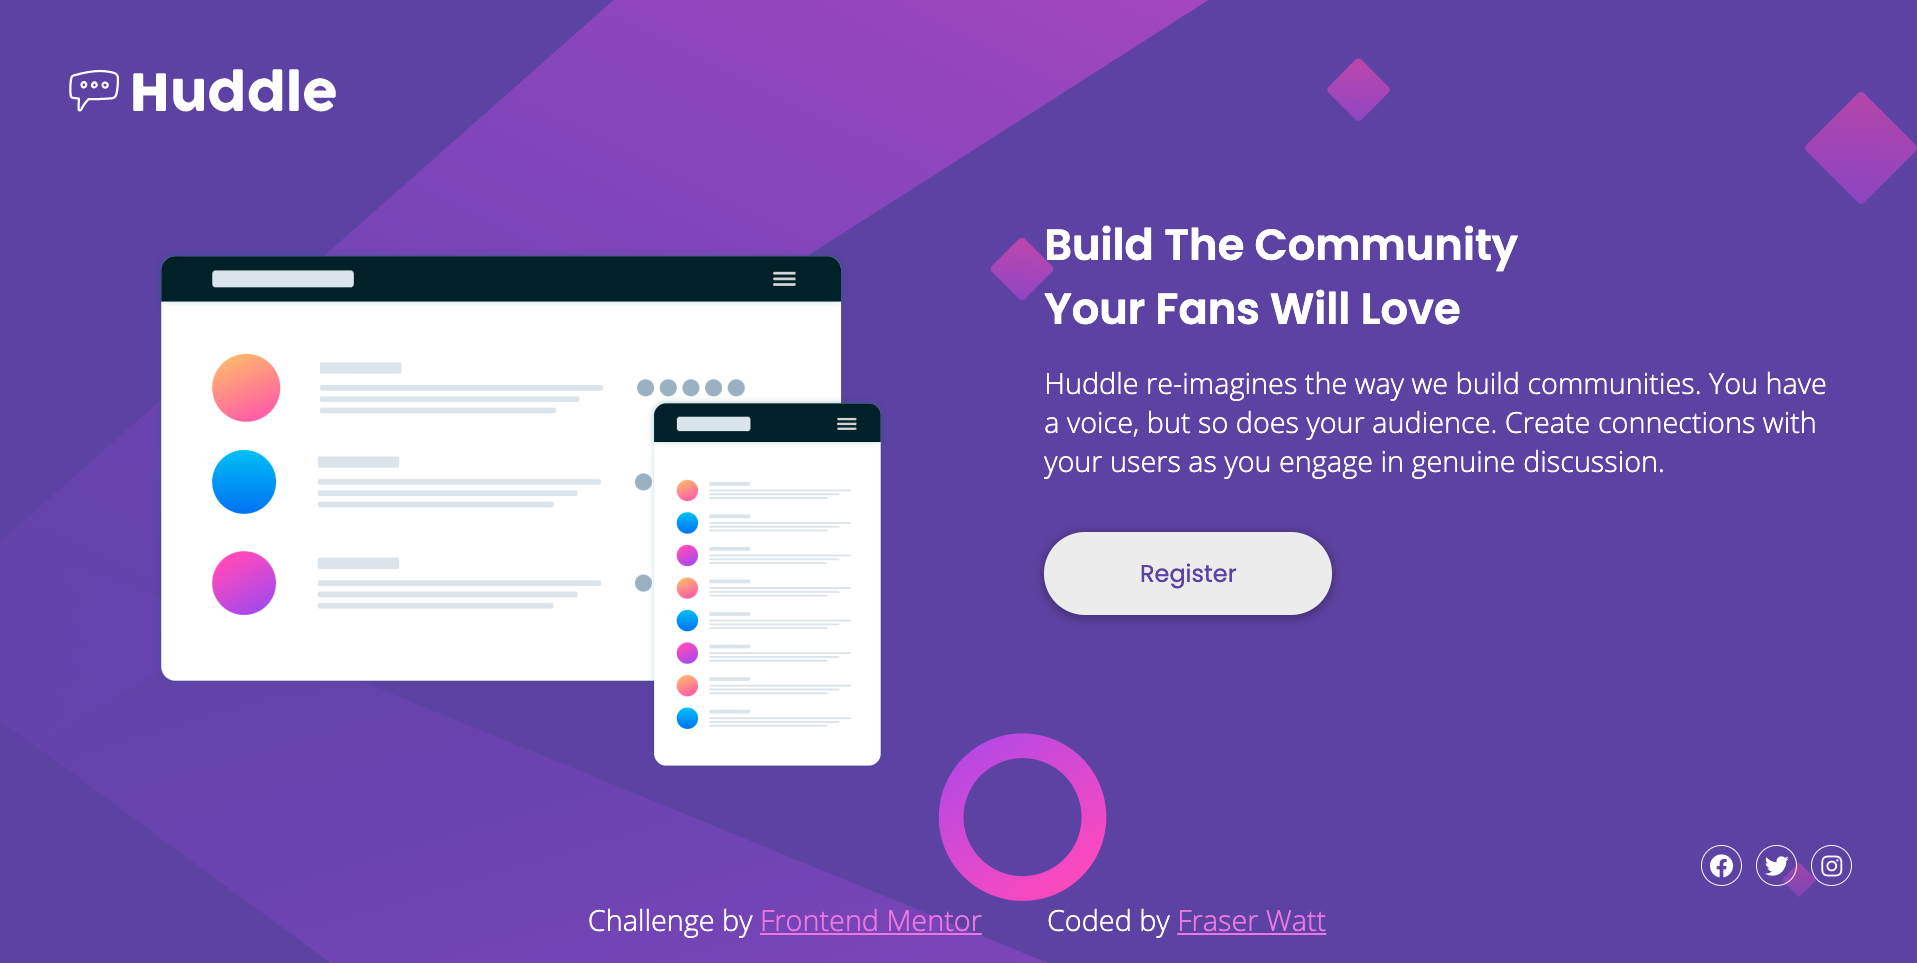 Huddle
Build The Community
Your Fans Will Love
Huddle re-imagines the way we build communities. You have
a voice, but so does your audience. Create connections with
your users as you engage in genuine discussion.
Register
Challenge by Frontend Mentor
Coded by Fraser Watt